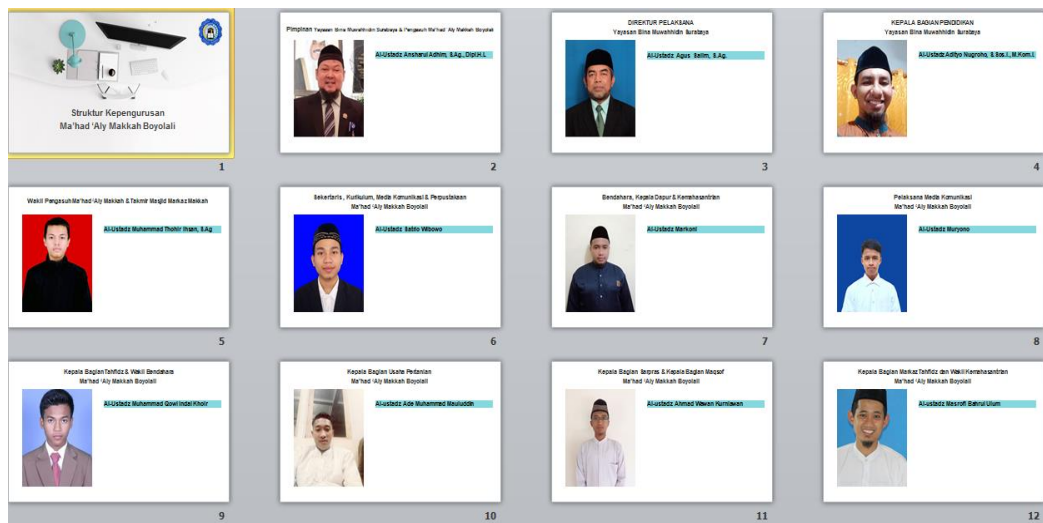 Struktur Kepengurusan
Ma'had 'Aly Makkah Boyolali
1
Pimpinan Yayasan Bina Muwahhidin Surabaya & Pengasuh Ma'had 'Aly Makkah Boyolali
Al-Ustadz Ansharul Adhim, S.Ag., Dipl.H.I.
2
DIREKTUR PELAKSANA
Yayasan Bina Muwahhidin Surabaya
Al-Ustadz Agus Salim, S.Ag.
3
KEPALA BAGIAN PENDIDIKAN
Yayasan Bina Muwahhidin Surabaya
Al-Ustadz Adityo Nugroho, S.Sos.I., M.Kom.I.
4
Wakil Pengasuh Ma'had 'Aly Makkah & Takmir Masjid Markaz Makkah
Al-Ustadz Muhammad Thohir Ihsan, S.Ag
5
Sekertaris, Kurikulum, Media Komunikasi & Perpustakaan
Ma'had 'Aly Makkah Boyolali
Al-Ustadz Satrio Wibowo
6
Bendahara, Kepala Dapur & Kemahasantrian
Ma'had 'Aly Makkah Boyolali
Al-Ustadz Markoni
7
Pelaksana Media Komunikasi
Ma'had 'Aly Makkah Boyolali
Al-Ustadz Muryono
8
Kepala Bagian Tahfidz & Wakil Bendahara
Ma'had 'Aly Makkah Boyolali
Al-Ustadz Muhammad Qowi Indal Khoir
9
Kepala Bagian Usaha Pertanian
Ma'had 'Aly Makkah Boyolali
Al-ustadz Ade Muhammad Mauluddin
10
Kepala Bagian Sarpras & Kepala Bagian Maqsof
Ma'had 'Aly Makkah Boyolali
Al-ustadz Ahmad Wawan Kurniawan
11
Kepala Bagian Markaz Tahfidz dan Wakil Kemahasantrian
Ma'had 'Aly Makkah Boyolali
Al-ustadz Masrofi Bahrul Ulum
12